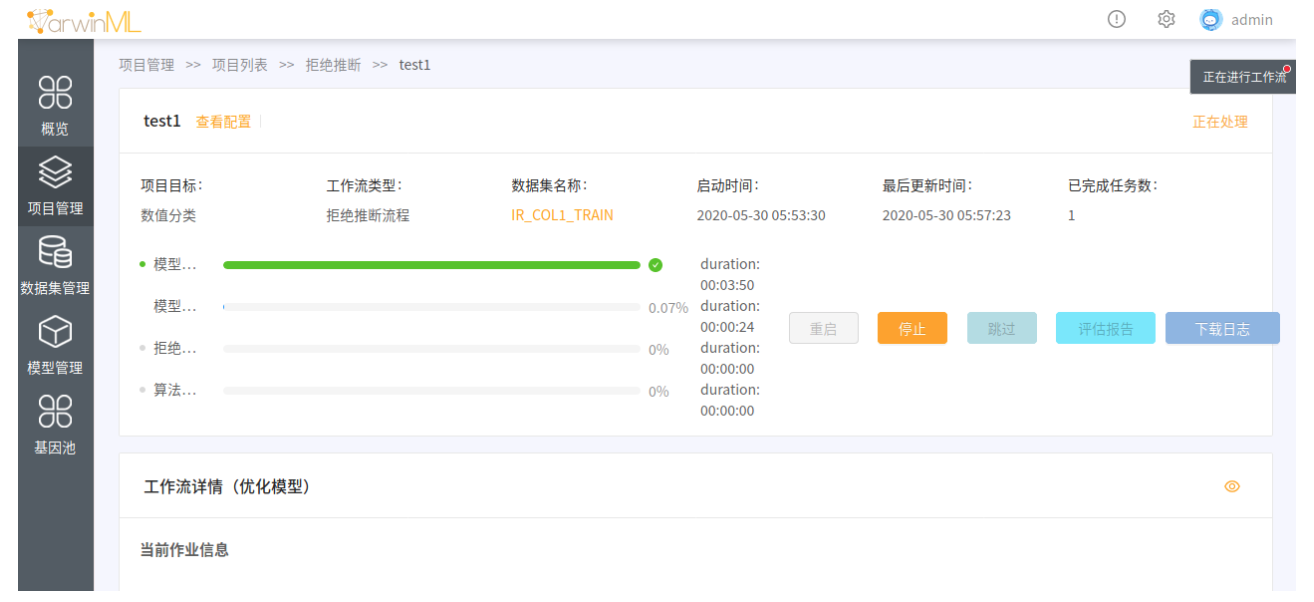 DarwinML
admin
项目管理 >> 项目列表 >> 拒绝推断 >> test1
正在进行工作流
概览
项目管理
数据集管理
模型管理
基因池
test1 查看配置
正在处理
项目目标: 工作流类型: 数据集名称: 启动时间: 最后更新时间: 已完成任务数:
数值分类 拒绝推断流程 IR_COL1_TRAIN 2020-05-30 05:53:30 2020-05-30 05:57:23 1
模型... duration:
00:03:50
模型... 0.07% duration:
00:00:24
拒绝... 0% duration:
00:00:00
算法... 0% duration:
00:00:00
重启 停止 跳过 评估报告 下载日志
工作流详情（优化模型）
当前作业信息